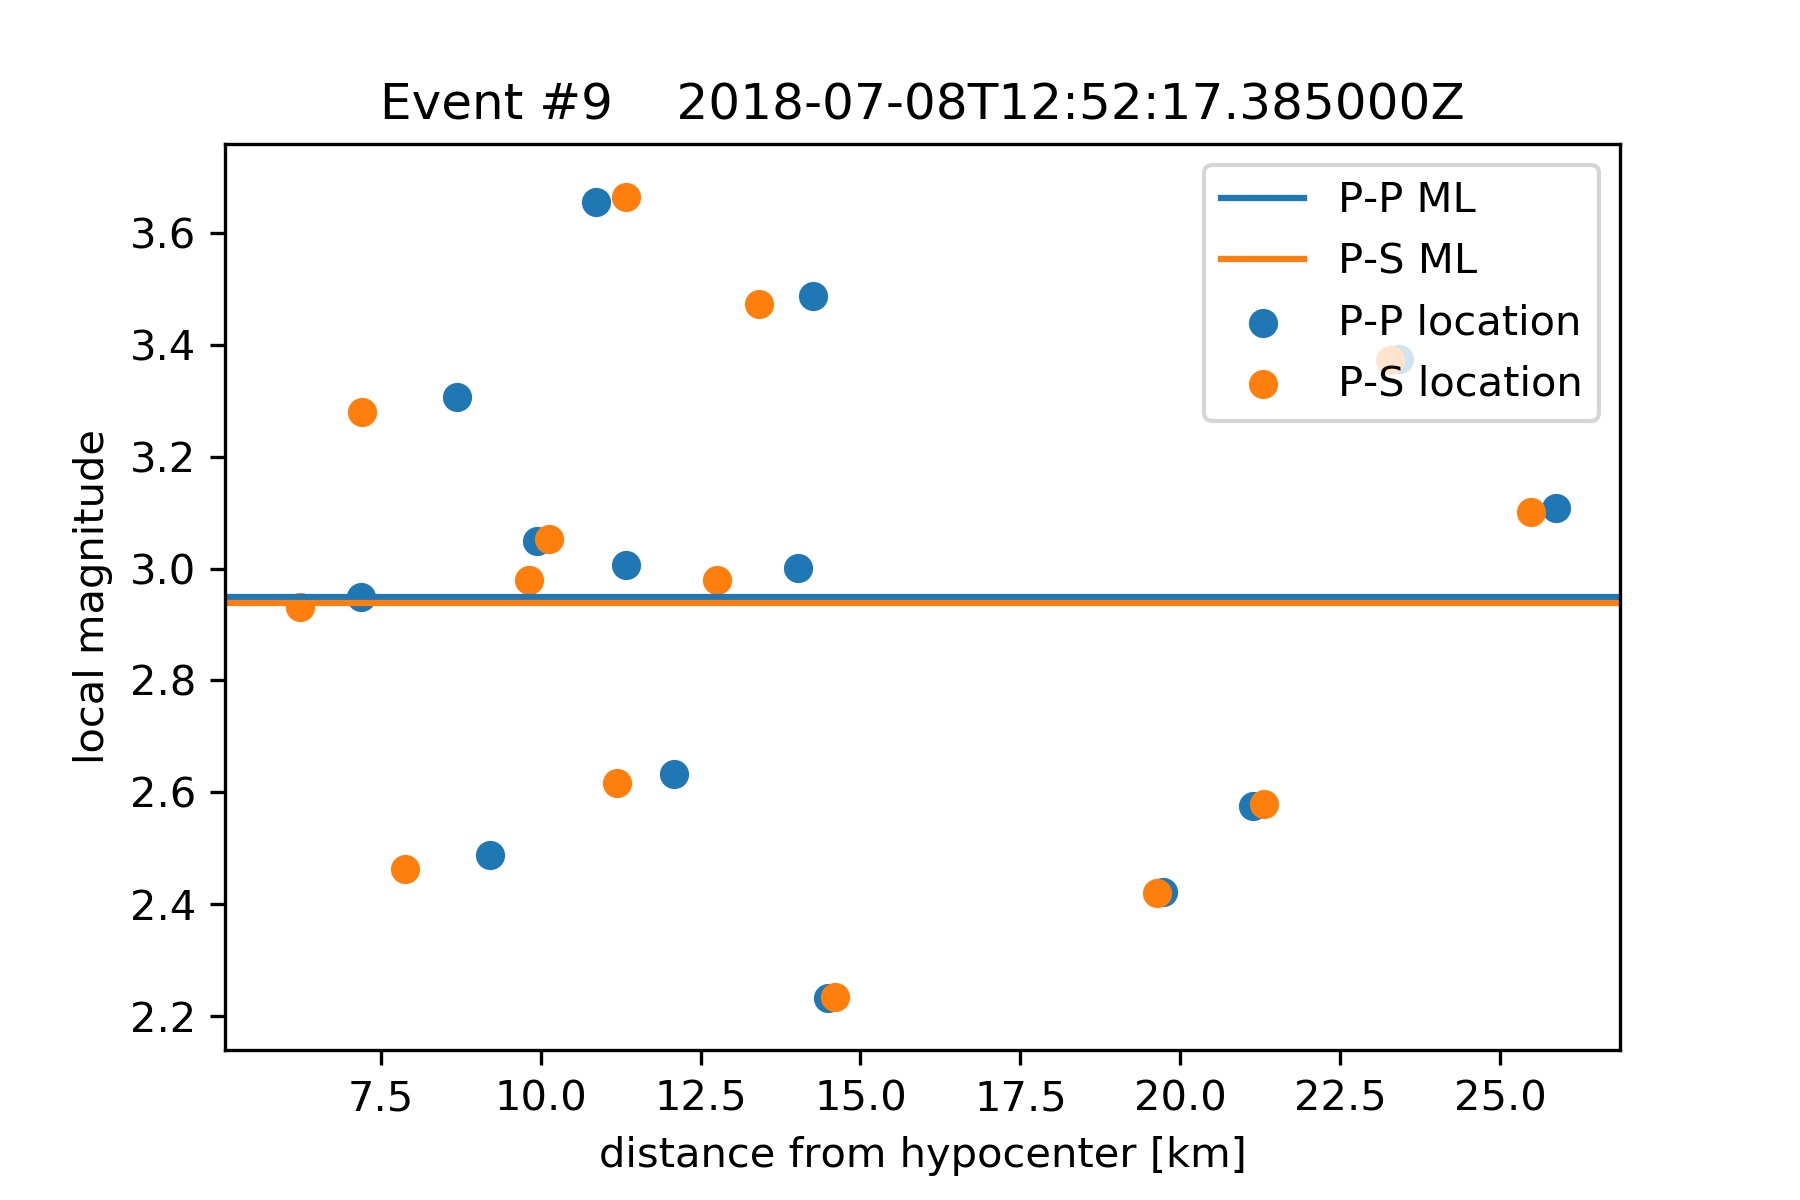 Event #9    2018-07-08T12:52:17.385000Z
P-P ML
P-S ML
P-P location
P-S location
local magnitude
3.6
3.4
3.2
3.0
2.8
2.6
2.4
2.2
7.5 10.0 12.5 15.0 17.5 20.0 22.5 25.0
distance from hypocenter [km]